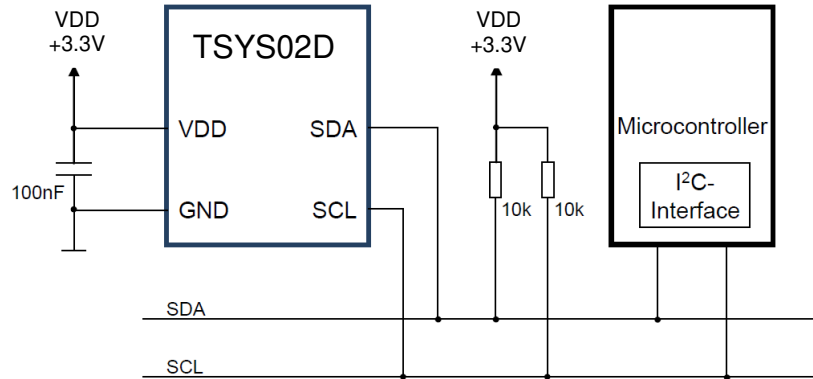 VDD
+3.3V
TSYS02D
VDD
+3.3V
VDD
SDA
Microcontroller
100nF
I²C-
Interface
GND
SCL
10k
10k
SDA
SCL